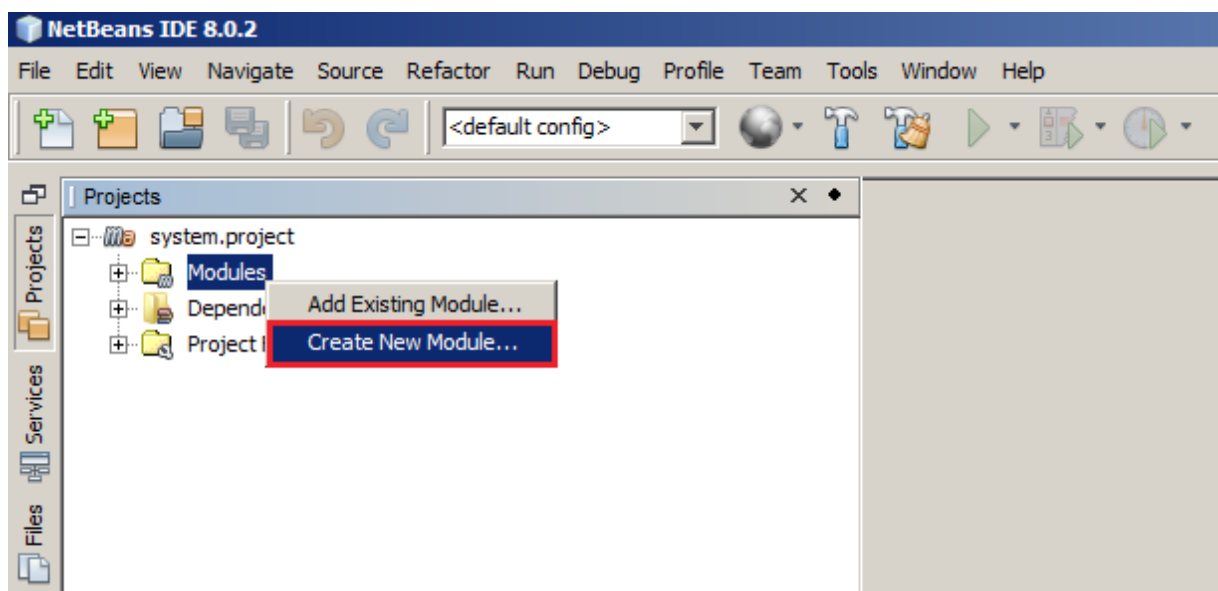 NetBeans IDE 8.0.2
File Edit View Navigate Source Refactor Run Debug Profile Team Tools Window Help
<default config>
Projects
system.project
Modules
Add Existing Module...
Create New Module...
Project
Projects
Services
Files